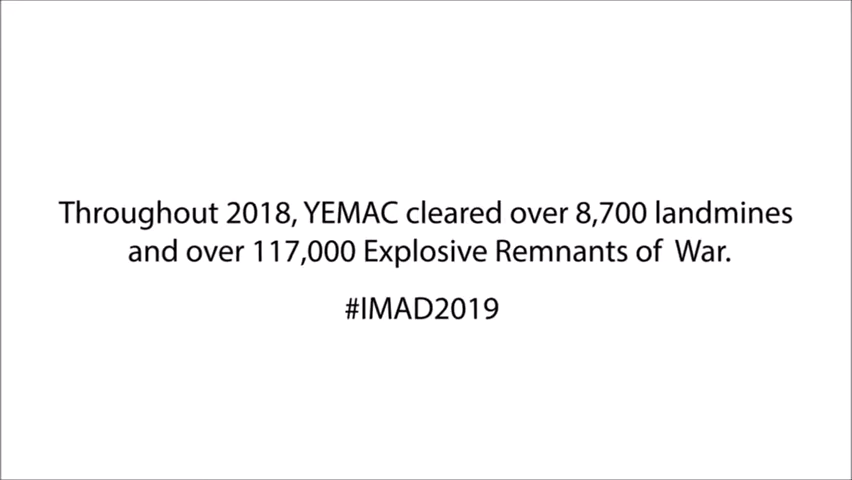 Throughout 2018, YEMAC cleared over 8,700 landmines
and over 117,000 Explosive Remnants of War.
#IMAD2019